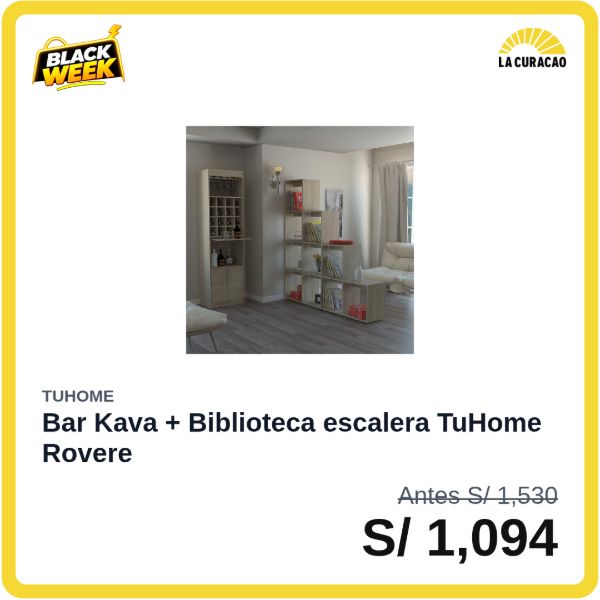 BLACK
WEEK
LA CURACAO
TUHOME
Bar Kava + Biblioteca escalera TuHome
Rovere
Antes S/ 1,530
S/ 1,094